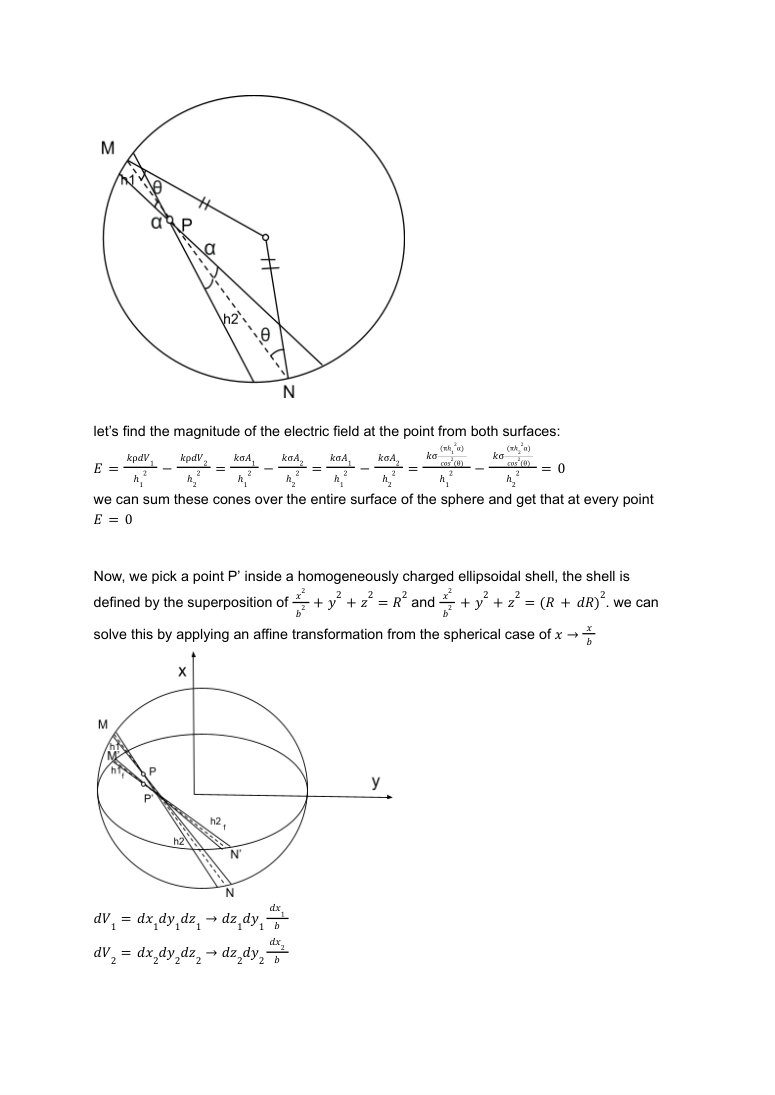 M
h1 θ
α P
α
h2
θ
N
let's find the magnitude of the electric field at the point from both surfaces:
E = kρdV₁/h₁² − kρdV₂/h₂² = kσA₁/h₁² − kσA₂/h₂² = kσA₁/h₁² − kσA₂/h₂² = kσ((πh₁²α)/cos²(θ))/h₁² − kσ((πh₂²α)/cos²(θ))/h₂² = 0
we can sum these cones over the entire surface of the sphere and get that at every point
E = 0
Now, we pick a point P' inside a homogeneously charged ellipsoidal shell, the shell is
defined by the superposition of x²/b² + y² + z² = R² and x²/b² + y² + z² = (R + dR)². we can
solve this by applying an affine transformation from the spherical case of x → x/b
x
M
h1
M'
h1f
P
P'
y
h2f
h2
N'
N
dV₁ = dx₁dy₁dz₁ → dz₁dy₁ dx₁/b
dV₂ = dx₂dy₂dz₂ → dz₂dy₂ dx₂/b